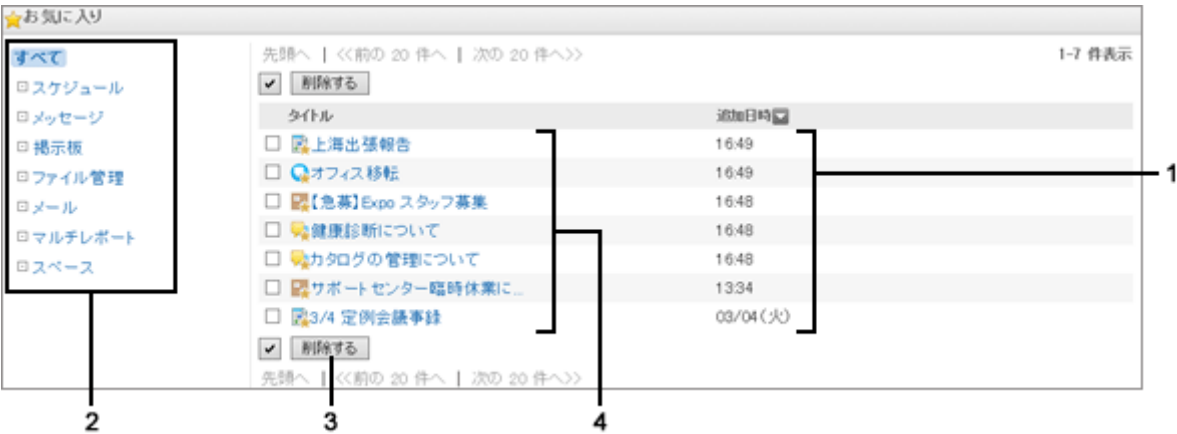 お気に入り
すべて
スケジュール
メッセージ
掲示板
ファイル管理
メール
マルチレポート
スペース
先頭へ | <<前の 20 件へ | 次の 20 件へ>>
1-7 件表示
削除する
タイトル 追加日時
上海出張報告 16:49
オフィス移転 16:49
【急募】Expo スタッフ募集 16:48
健康診断について 16:48
カタログの管理について 16:48
サポートセンター臨時休業に... 13:34
3/4 定例会議事録 03/04(火)
削除する
先頭へ | <<前の 20 件へ | 次の 20 件へ>>
1
2
3
4